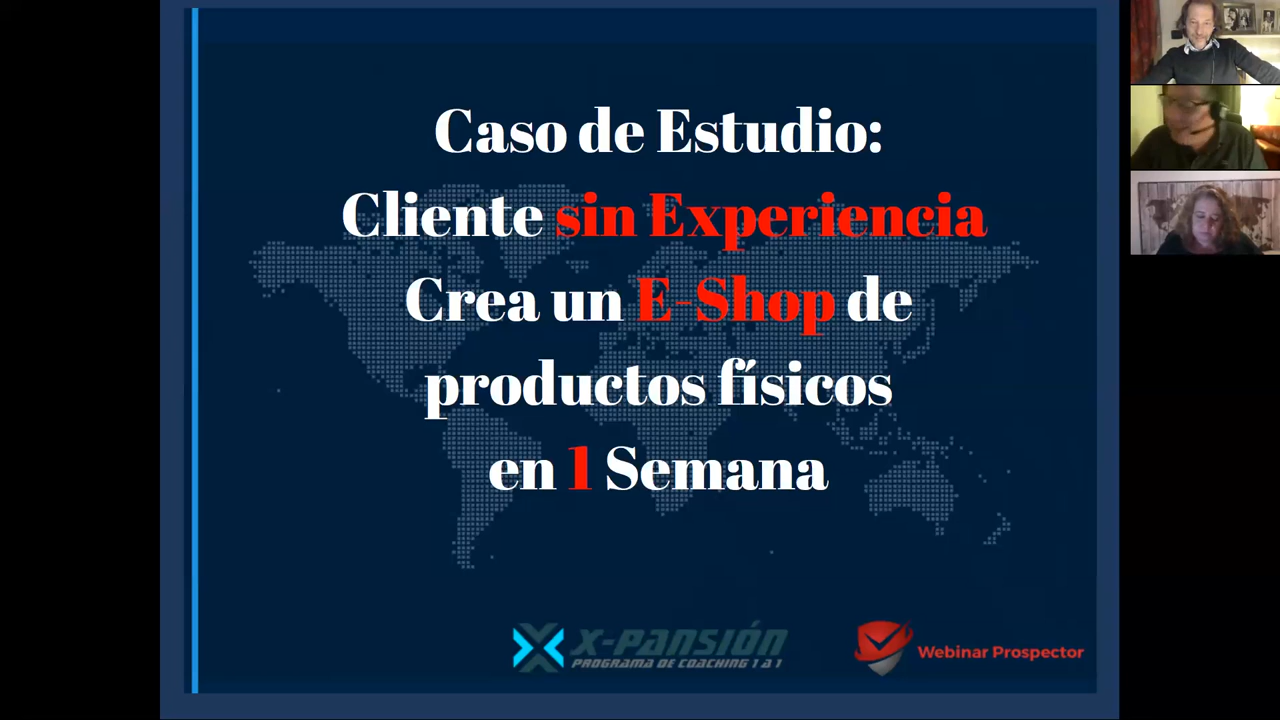 Caso de Estudio:
Cliente sin Experiencia
Crea un E-Shop de
productos físicos
en 1 Semana
X-PANSIÓN
PROGRAMA DE COACHING 1 A 1
Webinar Prospector